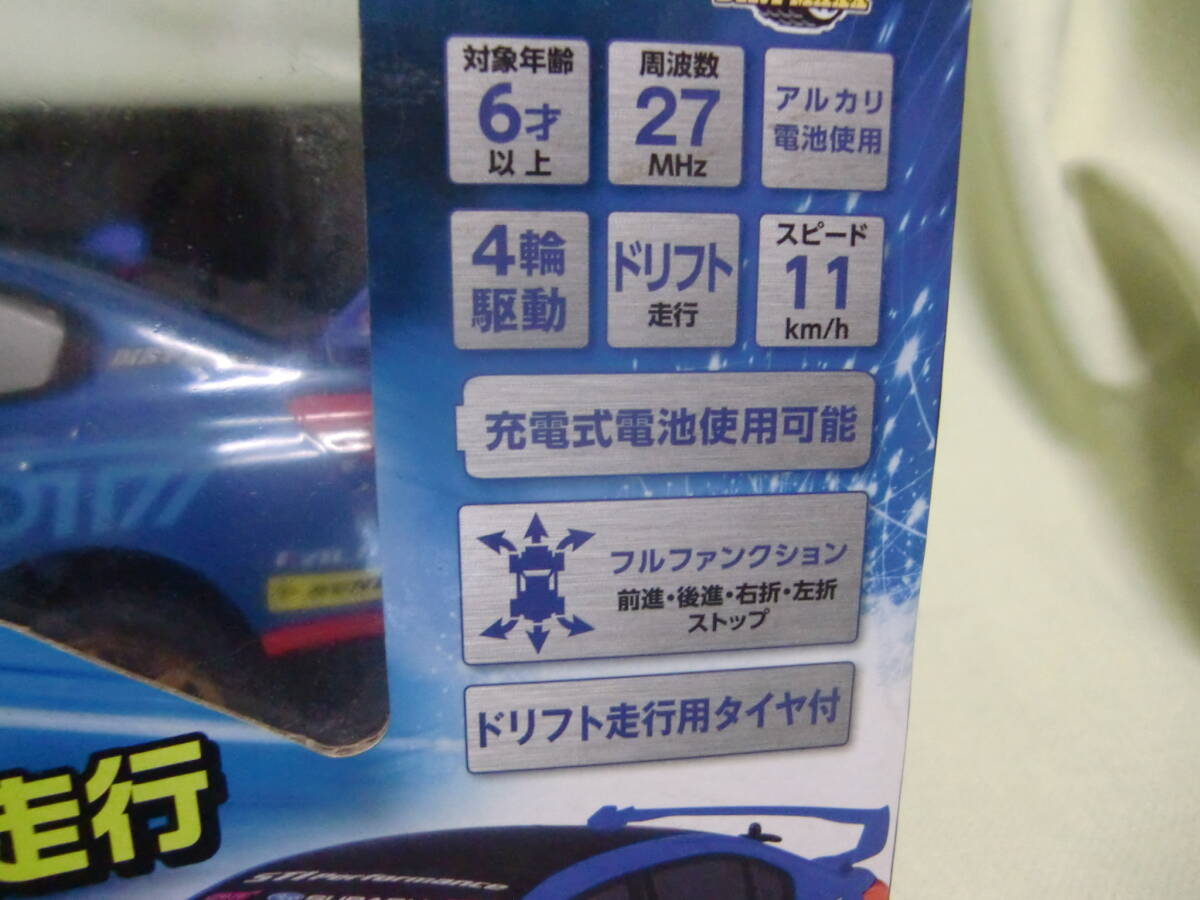 対象年齢
6才
以上
周波数
27
MHz
アルカリ
電池使用
4輪
駆動
ドリフト
走行
スピード
11
km/h
充電式電池使用可能
フルファンクション
前進・後進・右折・左折
ストップ
ドリフト走行用タイヤ付
走行
STI Performance